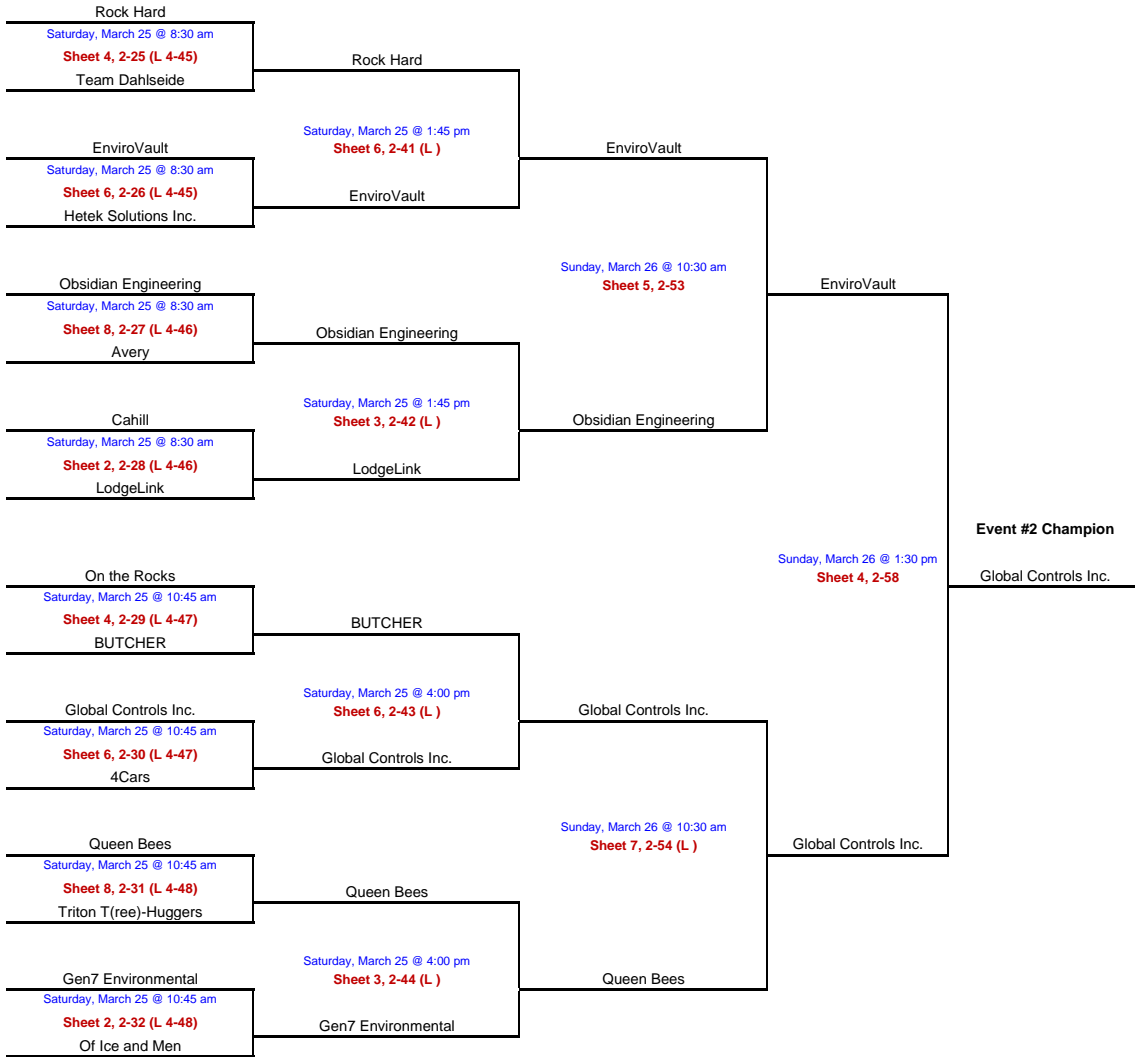 Rock Hard
Saturday, March 25 @ 8:30 am
Sheet 4, 2-25 (L 4-45)
Team Dahlseide
EnviroVault
Saturday, March 25 @ 8:30 am
Sheet 6, 2-26 (L 4-45)
Hetek Solutions Inc.
Obsidian Engineering
Saturday, March 25 @ 8:30 am
Sheet 8, 2-27 (L 4-46)
Avery
Cahill
Saturday, March 25 @ 8:30 am
Sheet 2, 2-28 (L 4-46)
LodgeLink
On the Rocks
Saturday, March 25 @ 10:45 am
Sheet 4, 2-29 (L 4-47)
BUTCHER
Global Controls Inc.
Saturday, March 25 @ 10:45 am
Sheet 6, 2-30 (L 4-47)
4Cars
Queen Bees
Saturday, March 25 @ 10:45 am
Sheet 8, 2-31 (L 4-48)
Triton T(ree)-Huggers
Gen7 Environmental
Saturday, March 25 @ 10:45 am
Sheet 2, 2-32 (L 4-48)
Of Ice and Men
Rock Hard
Saturday, March 25 @ 1:45 pm
Sheet 6, 2-41 (L )
EnviroVault
Obsidian Engineering
Saturday, March 25 @ 1:45 pm
Sheet 3, 2-42 (L )
LodgeLink
BUTCHER
Saturday, March 25 @ 4:00 pm
Sheet 6, 2-43 (L )
Global Controls Inc.
Queen Bees
Saturday, March 25 @ 4:00 pm
Sheet 3, 2-44 (L )
Gen7 Environmental
EnviroVault
Sunday, March 26 @ 10:30 am
Sheet 5, 2-53
Obsidian Engineering
Global Controls Inc.
Sunday, March 26 @ 10:30 am
Sheet 7, 2-54 (L )
Queen Bees
EnviroVault
Sunday, March 26 @ 1:30 pm
Sheet 4, 2-58
Global Controls Inc.
Event #2 Champion
Global Controls Inc.